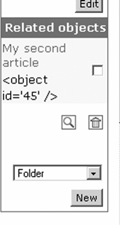 Edit
Related objects
My second
article
<object
id='45' />
Folder
New